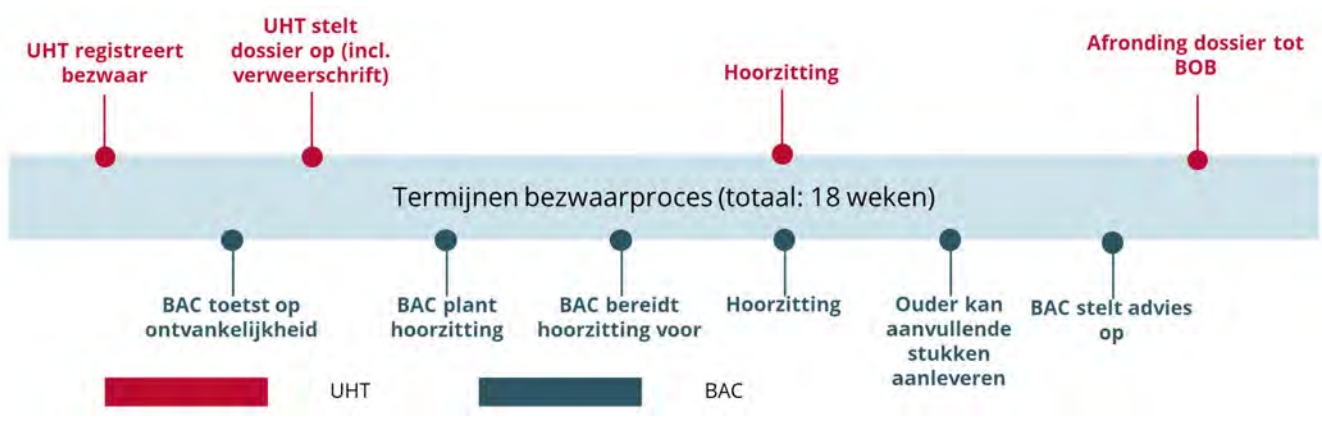 UHT registreert
bezwaar
UHT stelt
dossier op (incl.
verweerschrift)
Hoorzitting
Afronding dossier tot
BOB
Termijnen bezwaarproces (totaal: 18 weken)
BAC toetst op
ontvankelijkheid
BAC plant
hoorzitting
BAC bereidt
hoorzitting voor
Hoorzitting
Ouder kan
aanvullende
stukken
aanleveren
BAC stelt advies
op
UHT
BAC